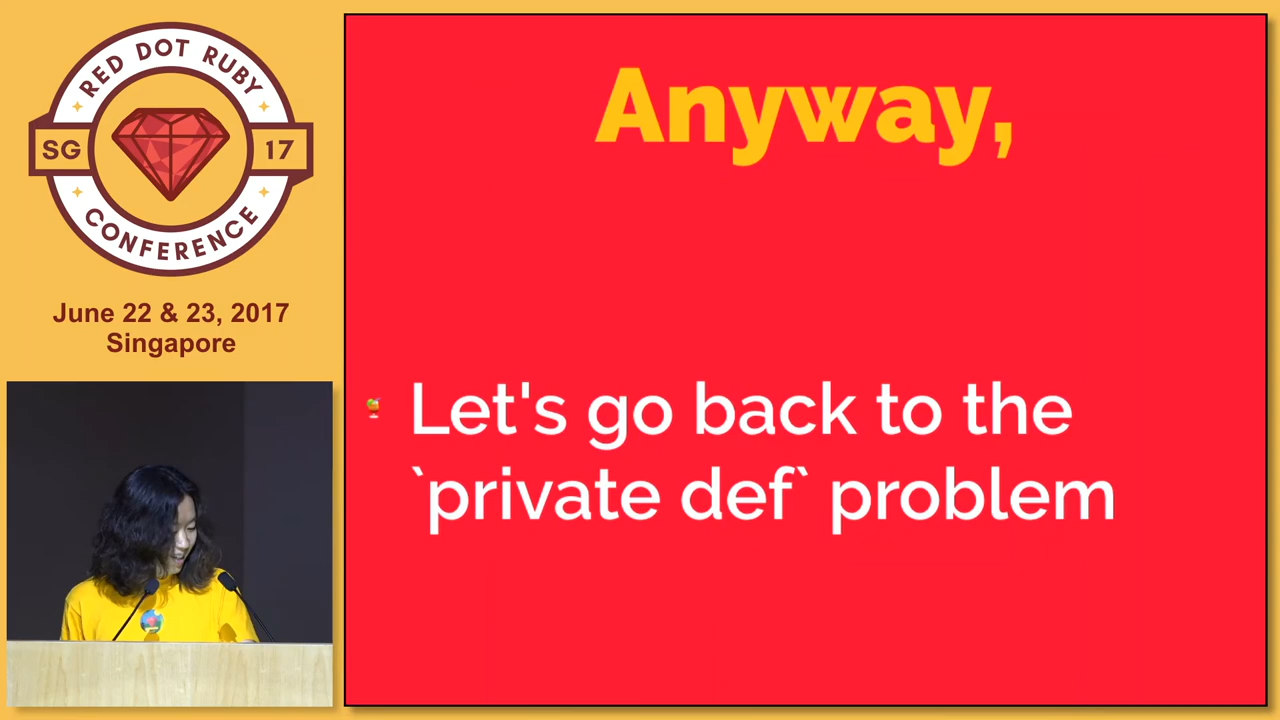 RED DOT RUBY
SG
17
CONFERENCE
June 22 & 23, 2017
Singapore
Anyway,
Let's go back to the
`private def` problem